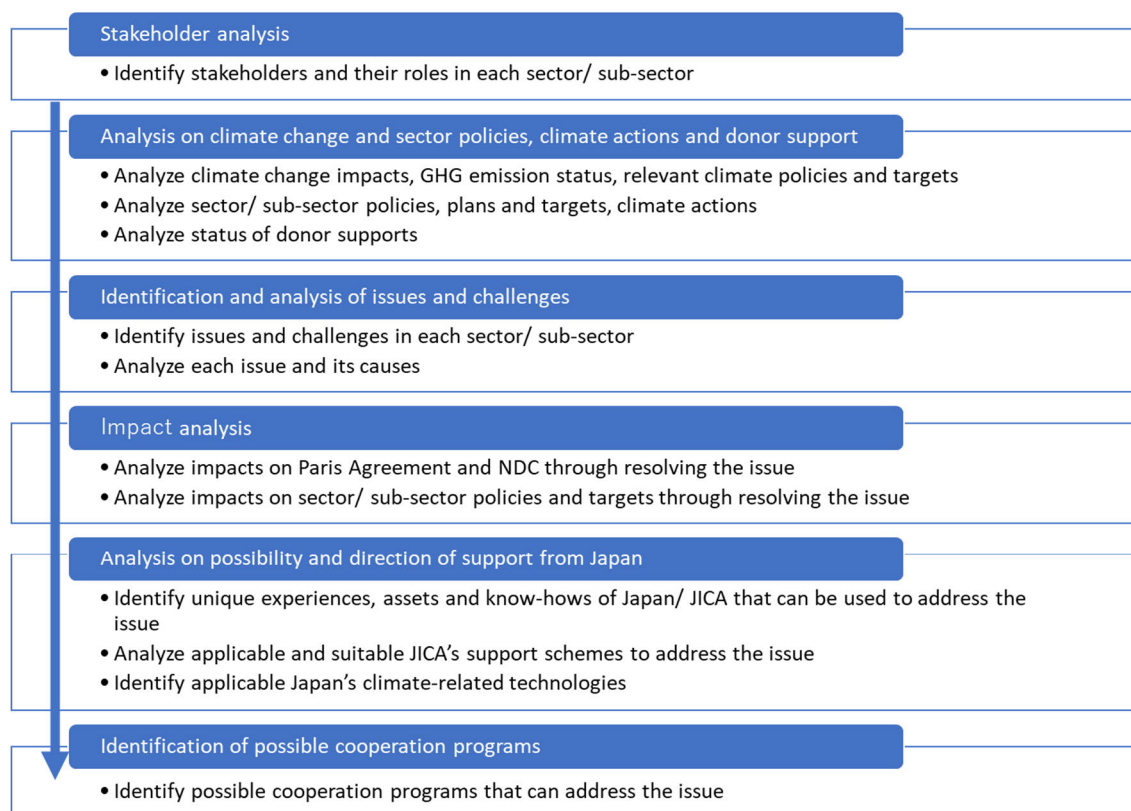 Stakeholder analysis
• Identify stakeholders and their roles in each sector/ sub-sector
Analysis on climate change and sector policies, climate actions and donor support
• Analyze climate change impacts, GHG emission status, relevant climate policies and targets
• Analyze sector/ sub-sector policies, plans and targets, climate actions
• Analyze status of donor supports
Identification and analysis of issues and challenges
• Identify issues and challenges in each sector/ sub-sector
• Analyze each issue and its causes
Impact analysis
• Analyze impacts on Paris Agreement and NDC through resolving the issue
• Analyze impacts on sector/ sub-sector policies and targets through resolving the issue
Analysis on possibility and direction of support from Japan
• Identify unique experiences, assets and know-hows of Japan/ JICA that can be used to address the
issue
• Analyze applicable and suitable JICA's support schemes to address the issue
• Identify applicable Japan's climate-related technologies
Identification of possible cooperation programs
• Identify possible cooperation programs that can address the issue